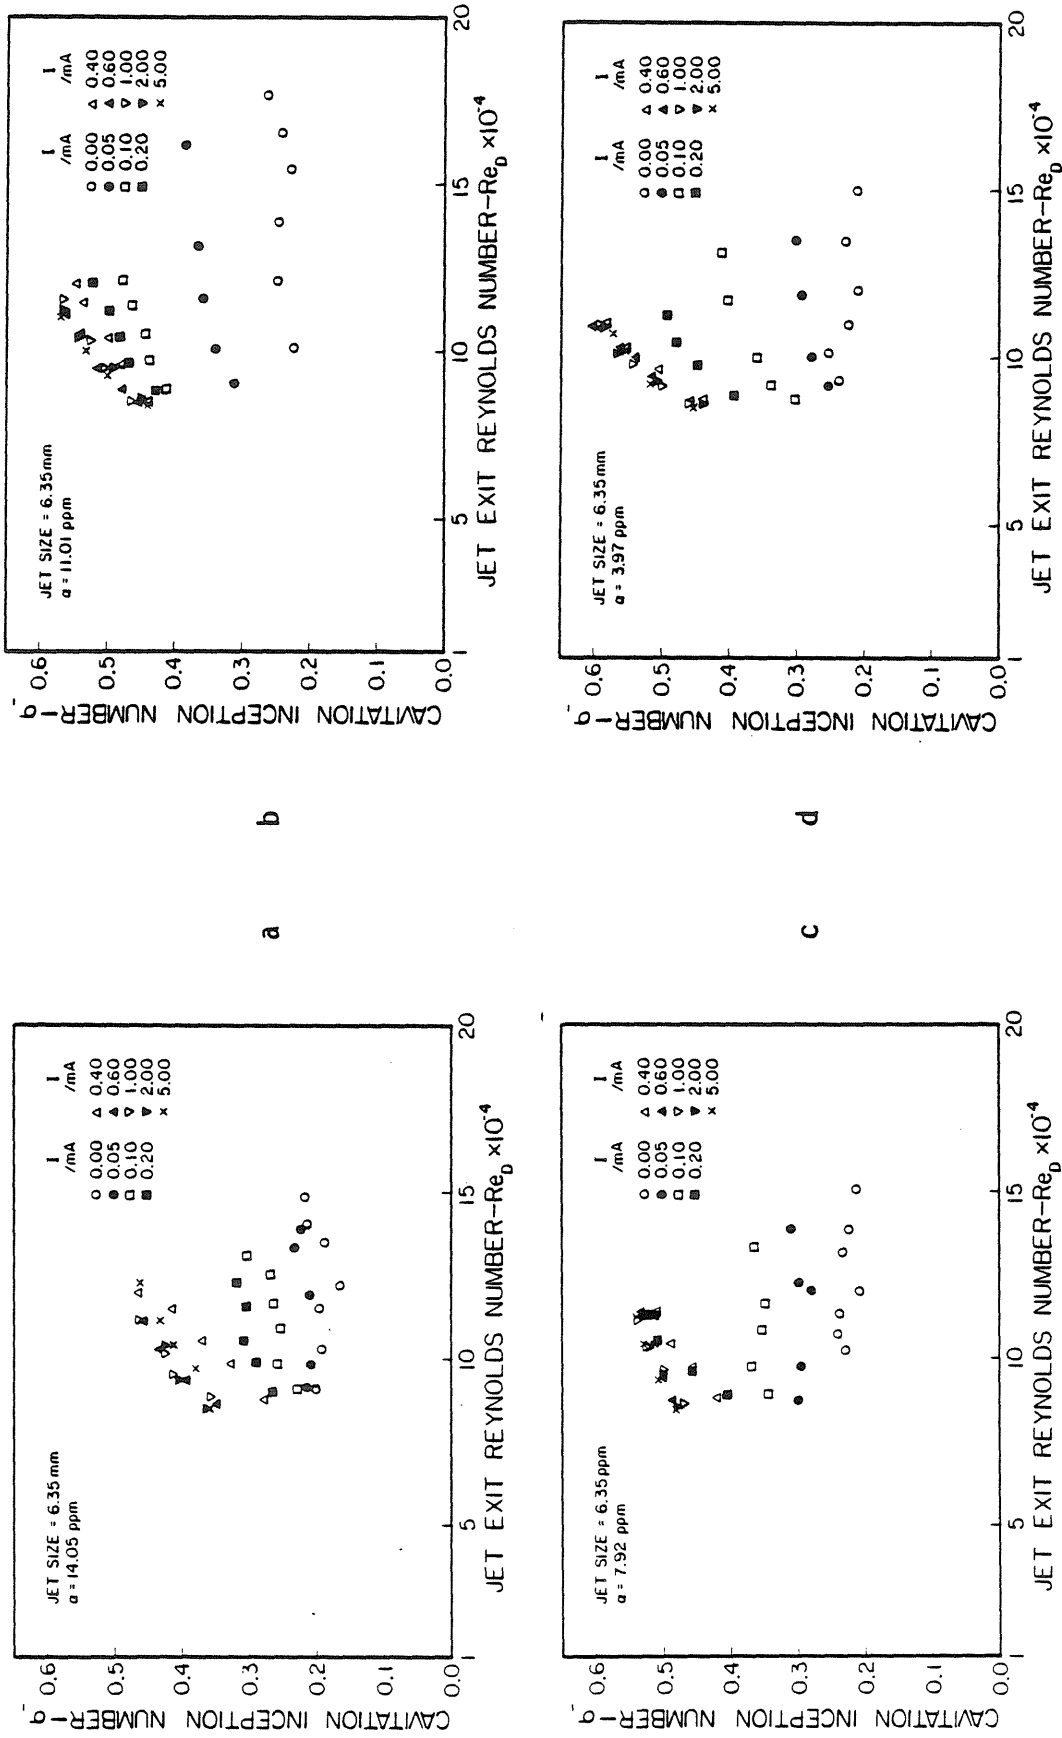 JET SIZE = 6.35 mm
a = 14.05 ppm
I I
/mA /mA
○ 0.00 △ 0.40
● 0.05 ▲ 0.60
□ 0.10 ▽ 1.00
■ 0.20 ▼ 2.00
× 5.00
CAVITATION INCEPTION NUMBER-σ
0.6
0.5
0.4
0.3
0.2
0.1
0.0
1 5 10 15 20
JET EXIT REYNOLDS NUMBER-Re_D ×10⁻⁴
a
JET SIZE = 6.35 mm
a = 11.01 ppm
I I
/mA /mA
○ 0.00 △ 0.40
● 0.05 ▲ 0.60
□ 0.10 ▽ 1.00
■ 0.20 ▼ 2.00
× 5.00
CAVITATION INCEPTION NUMBER-σ
0.6
0.5
0.4
0.3
0.2
0.1
0.0
1 5 10 15 20
JET EXIT REYNOLDS NUMBER-Re_D ×10⁻⁴
b
JET SIZE = 6.35 ppm
a = 7.92 ppm
I I
/mA /mA
○ 0.00 △ 0.40
● 0.05 ▲ 0.60
□ 0.10 ▽ 1.00
■ 0.20 ▼ 2.00
× 5.00
CAVITATION INCEPTION NUMBER-σ
0.6
0.5
0.4
0.3
0.2
0.1
0.0
1 5 10 15 20
JET EXIT REYNOLDS NUMBER-Re_D ×10⁻⁴
c
JET SIZE = 6.35 mm
a = 3.97 ppm
I I
/mA /mA
○ 0.00 △ 0.40
● 0.05 ▲ 0.60
□ 0.10 ▽ 1.00
■ 0.20 ▼ 2.00
× 5.00
CAVITATION INCEPTION NUMBER-σ
0.6
0.5
0.4
0.3
0.2
0.1
0.0
1 5 10 15 20
JET EXIT REYNOLDS NUMBER-Re_D ×10⁻⁴
d